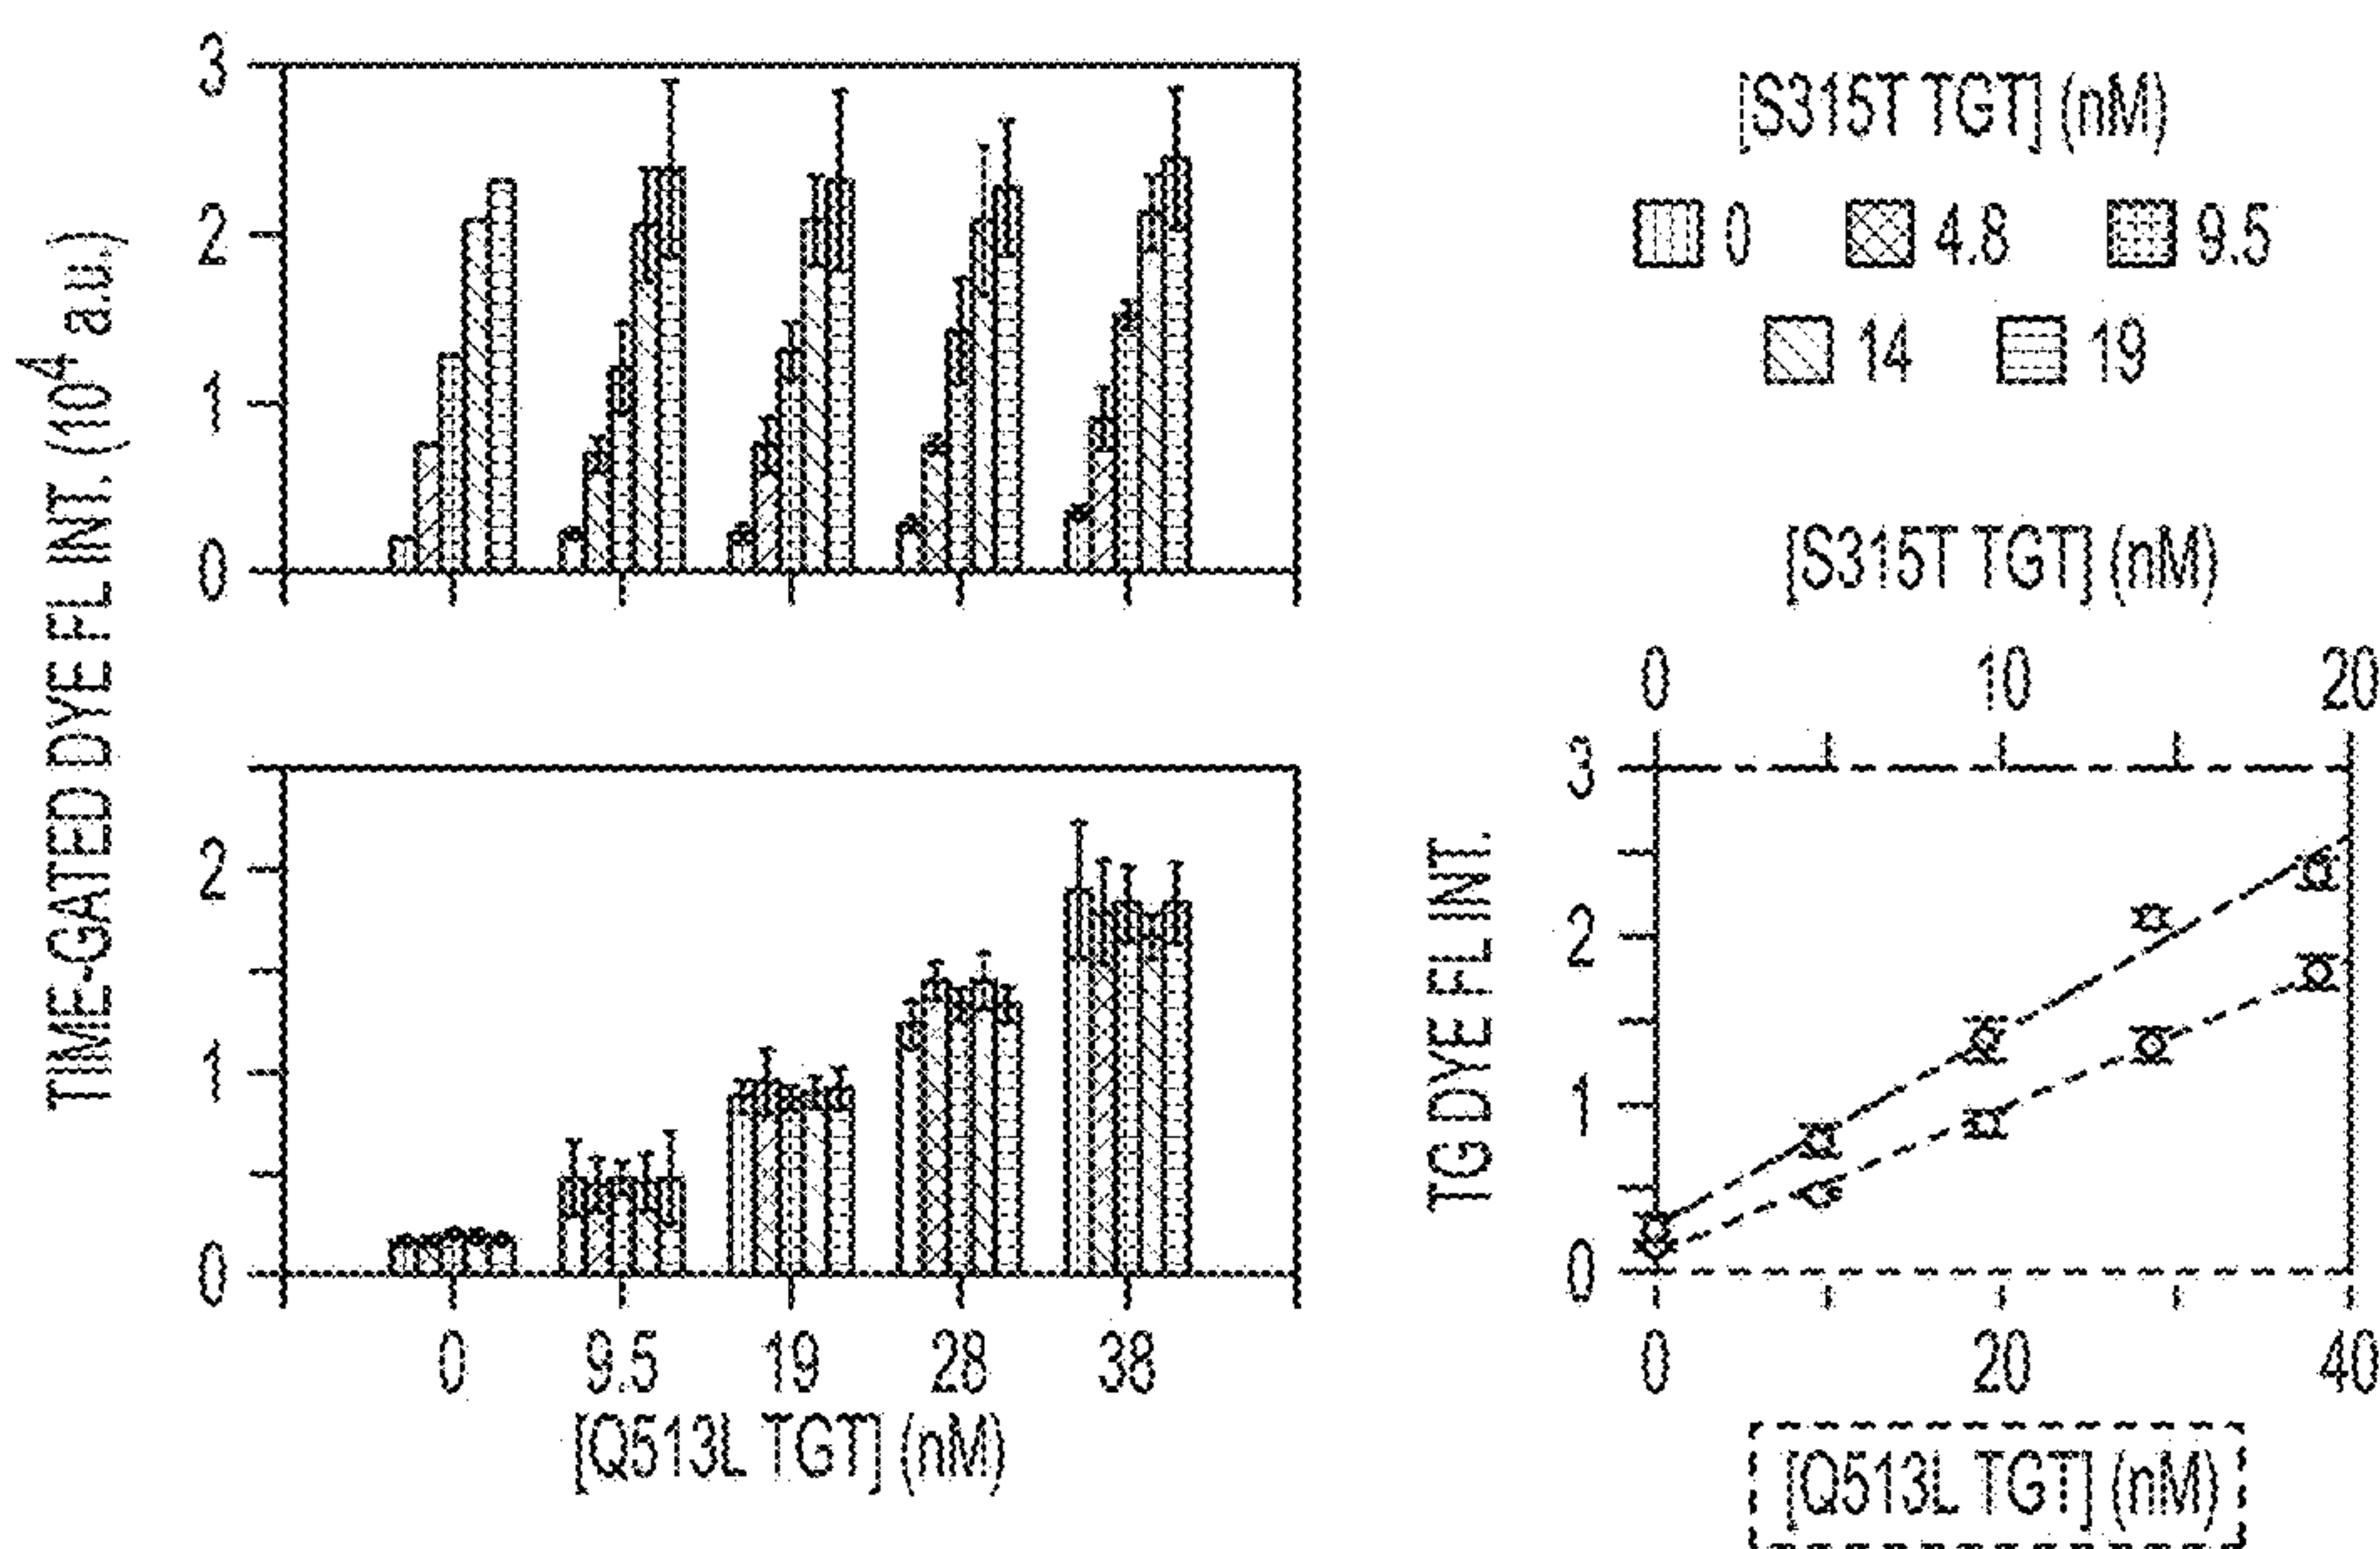 TIME-GATED DYE FL INT. (10⁴ a.u.)
3
2
1
0
2
1
0
0 9.5 19 28 38
[Q513L TGT] (nM)
[S315T TGT] (nM)
0 4.8 9.5
14 19
[S315T TGT] (nM)
0 10 20
TG DYE FL INT.
3
2
1
0
0 20 40
[Q513L TGT] (nM)